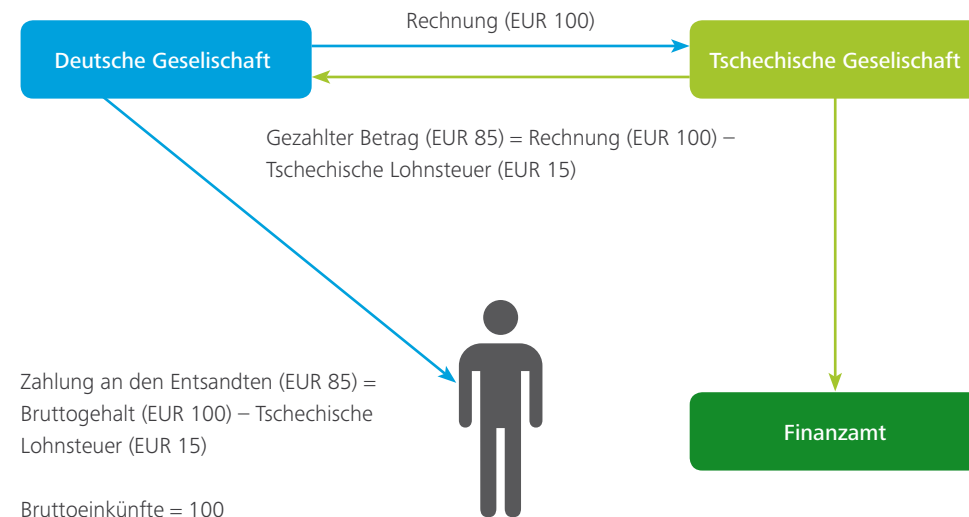 Rechnung (EUR 100)
Deutsche Geselischaft
Tschechische Geselischaft
Gezahlter Betrag (EUR 85) = Rechnung (EUR 100) –
Tschechische Lohnsteuer (EUR 15)
Zahlung an den Entsandten (EUR 85) =
Bruttogehalt (EUR 100) – Tschechische
Lohnsteuer (EUR 15)
Finanzamt
Bruttoeinkünfte = 100